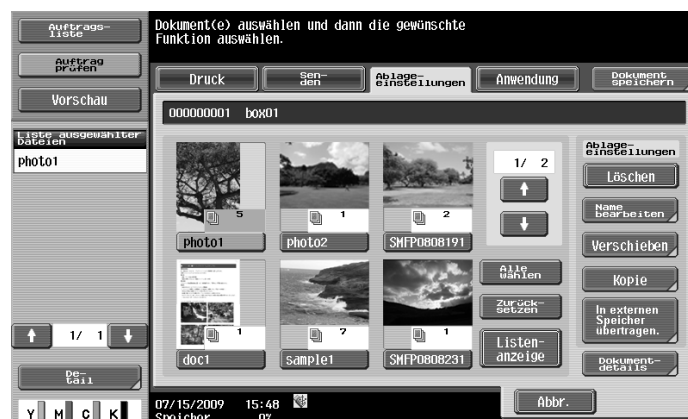 Auftrags-
liste
Auftrag
prüfen
Vorschau
Liste ausgewählter
Dateien
photo1
1/ 1
De-
tail
Y M C K
Dokument(e) auswählen und dann die gewünschte
Funktion auswählen.
Druck
Sen-
den
Ablage-
einstellungen
Anwendung
Dokument
speichern
000000001 box01
5
photo1
1
photo2
2
SMFP0808191
1
doc1
7
sample1
1
SMFP0808231
1/ 2
Alle
wählen
Zurück-
setzen
Listen-
anzeige
Ablage-
einstellungen
Löschen
Name
bearbeiten
Verschieben
Kopie
In externen
Speicher
übertragen.
Dokument-
details
07/15/2009 15:48
Speicher 0%
Abbr.